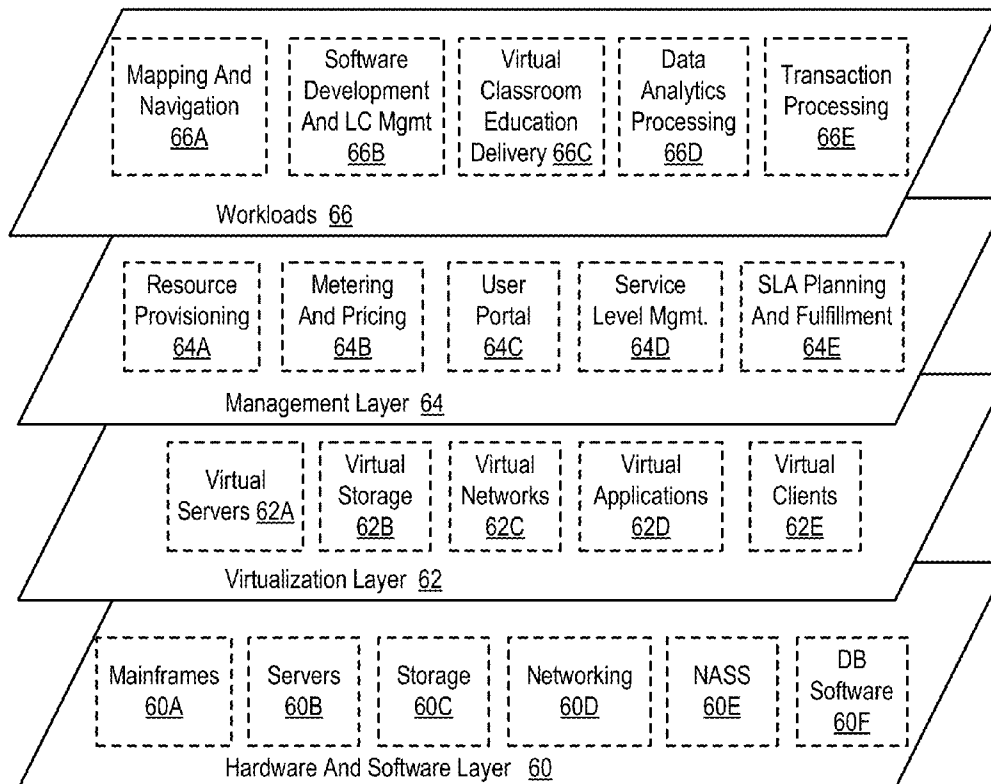 Mapping And
Navigation
66A
Software
Development
And LC Mgmt
66B
Virtual
Classroom
Education
Delivery 66C
Data
Analytics
Processing
66D
Transaction
Processing
66E
Workloads 66
Resource
Provisioning
64A
Metering
And Pricing
64B
User
Portal
64C
Service
Level Mgmt.
64D
SLA Planning
And Fulfillment
64E
Management Layer 64
Virtual
Servers 62A
Virtual
Storage
62B
Virtual
Networks
62C
Virtual
Applications
62D
Virtual
Clients
62E
Virtualization Layer 62
Mainframes
60A
Servers
60B
Storage
60C
Networking
60D
NASS
60E
DB
Software
60F
Hardware And Software Layer 60